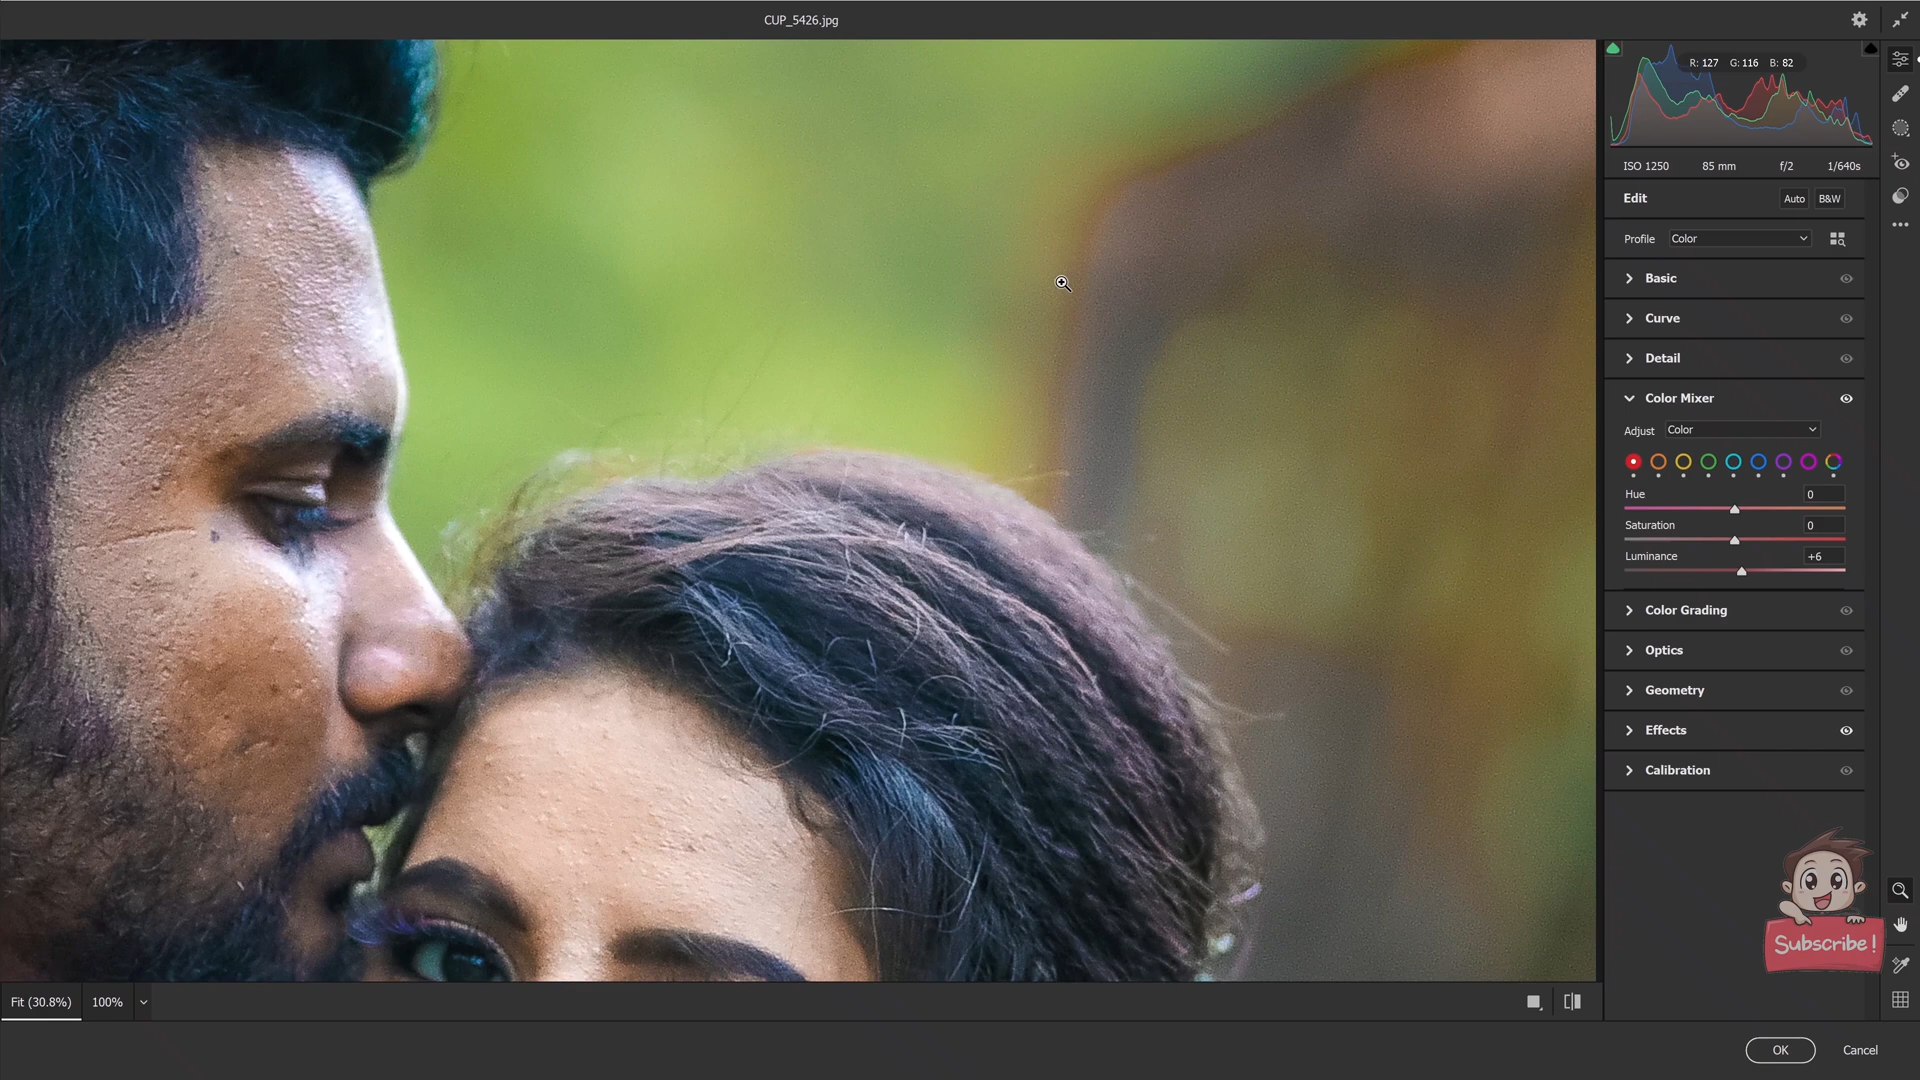 CUP_5426.jpg
R: 127 G: 116 B: 82
ISO 1250 85 mm f/2 1/640s
Edit Auto B&W
Profile Color
Basic
Curve
Detail
Color Mixer
Adjust Color
Hue 0
Saturation 0
Luminance +6
Color Grading
Optics
Geometry
Effects
Calibration
Subscribe !
Fit (30.8%) 100%
OK Cancel